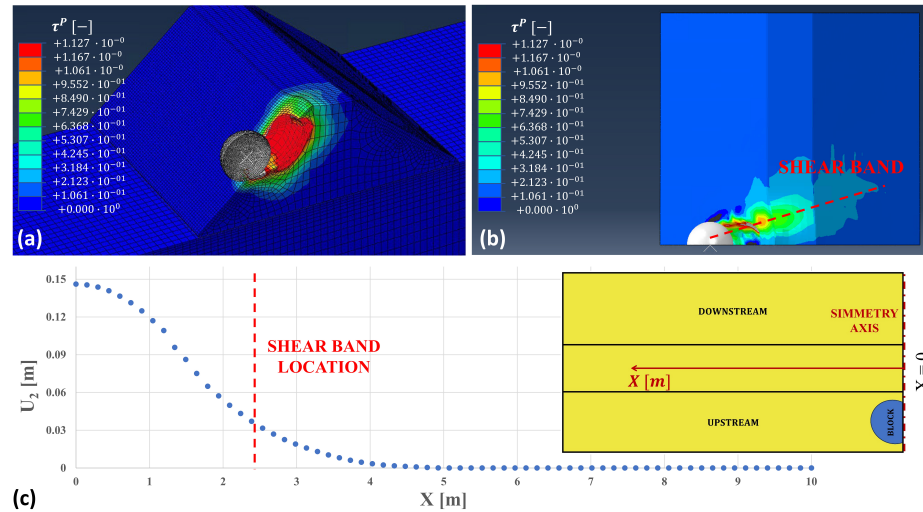 τ^P [−]
+1.127 · 10^−0
+1.167 · 10^−0
+1.061 · 10^−0
+9.552 · 10^−01
+8.490 · 10^−01
+7.429 · 10^−01
+6.368 · 10^−01
+5.307 · 10^−01
+4.245 · 10^−01
+3.184 · 10^−01
+2.123 · 10^−01
+1.061 · 10^−01
+0.000 10^0
(a)
τ^P [−]
+1.127 · 10^−0
+1.167 · 10^−0
+1.061 · 10^−0
+9.552 · 10^−01
+8.490 · 10^−01
+7.429 · 10^−01
+6.368 · 10^−01
+5.307 · 10^−01
+4.245 · 10^−01
+3.184 · 10^−01
+2.123 · 10^−01
+1.061 · 10^−01
+0.000 10^0
SHEAR BAND
(b)
0.15
0.12
0.09
0.06
0.03
0
U_2 [m]
SHEAR BAND
LOCATION
DOWNSTREAM
SIMMETRY
AXIS
X [m]
X = 0
UPSTREAM
BLOCK
0 1 2 3 4 5 6 7 8 9 10
X [m]
(c)